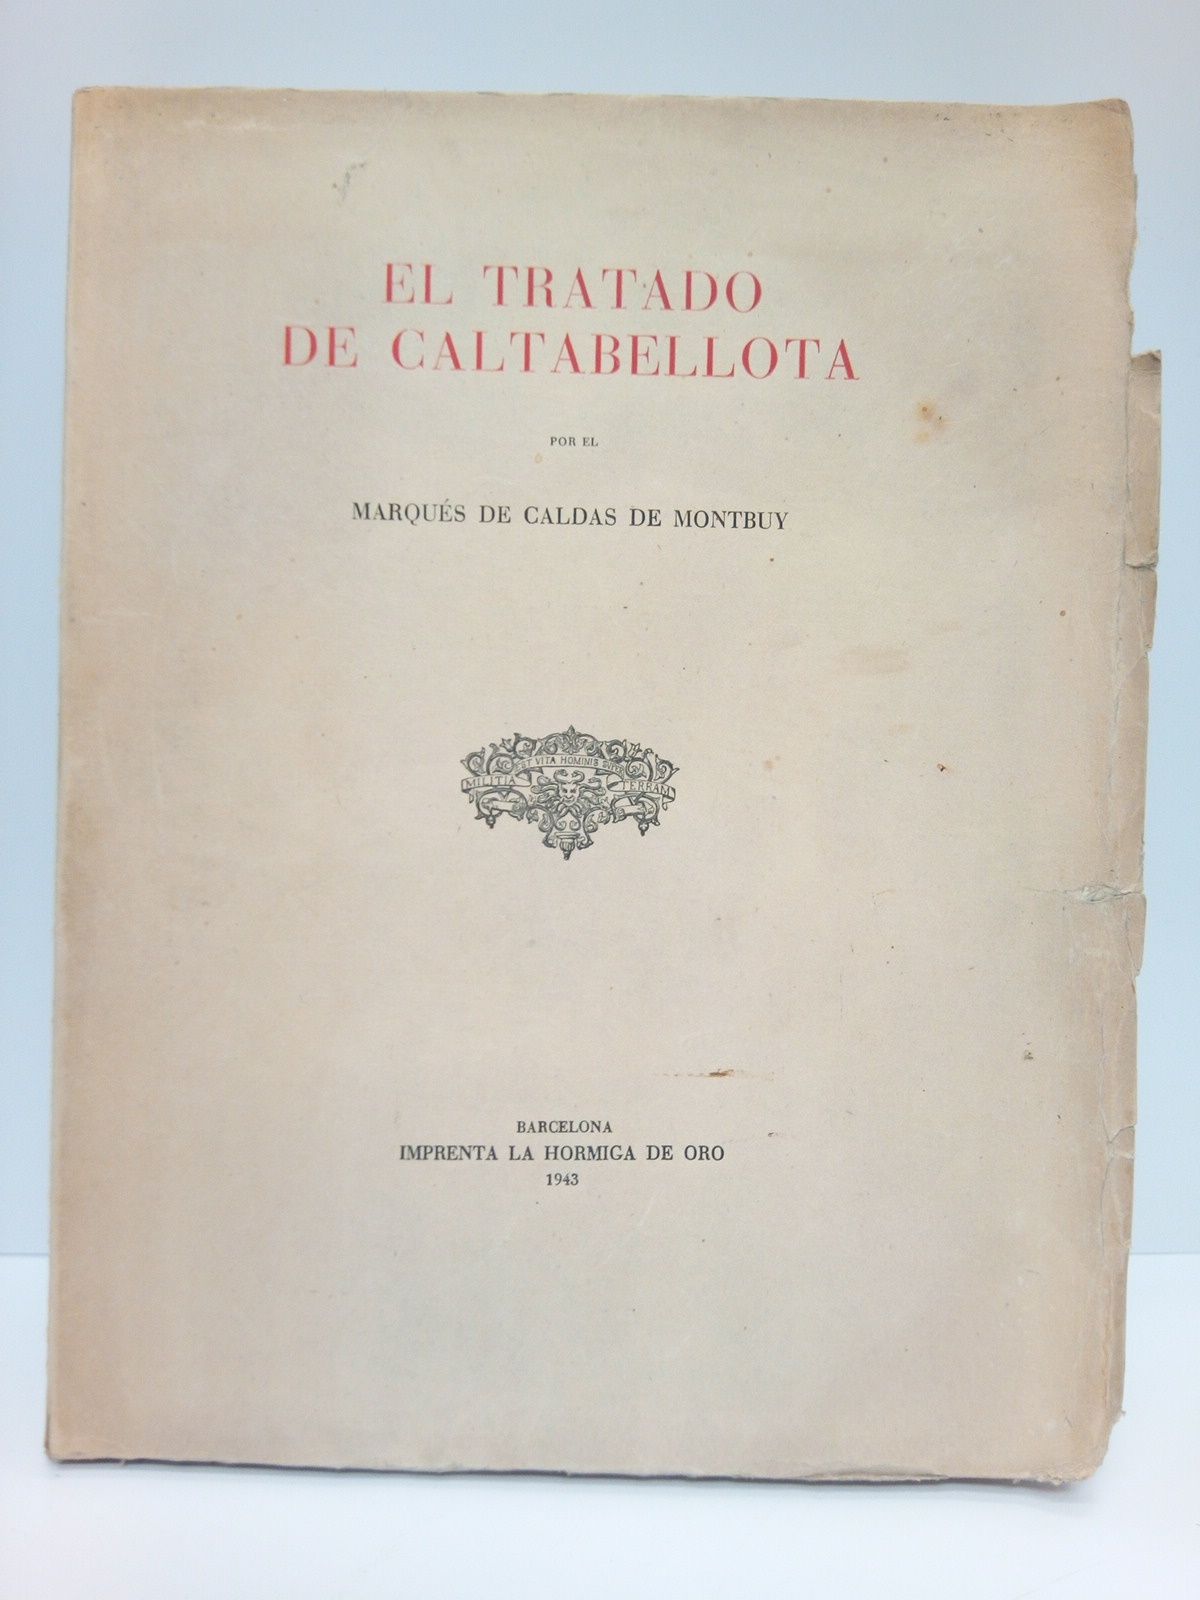 EL TRATADO
DE CALTABELLOTA
POR EL
MARQUÉS DE CALDAS DE MONTBUY
MILITIA EST VITA HOMINIS SUPER TERRAM
BARCELONA
IMPRENTA LA HORMIGA DE ORO
1943